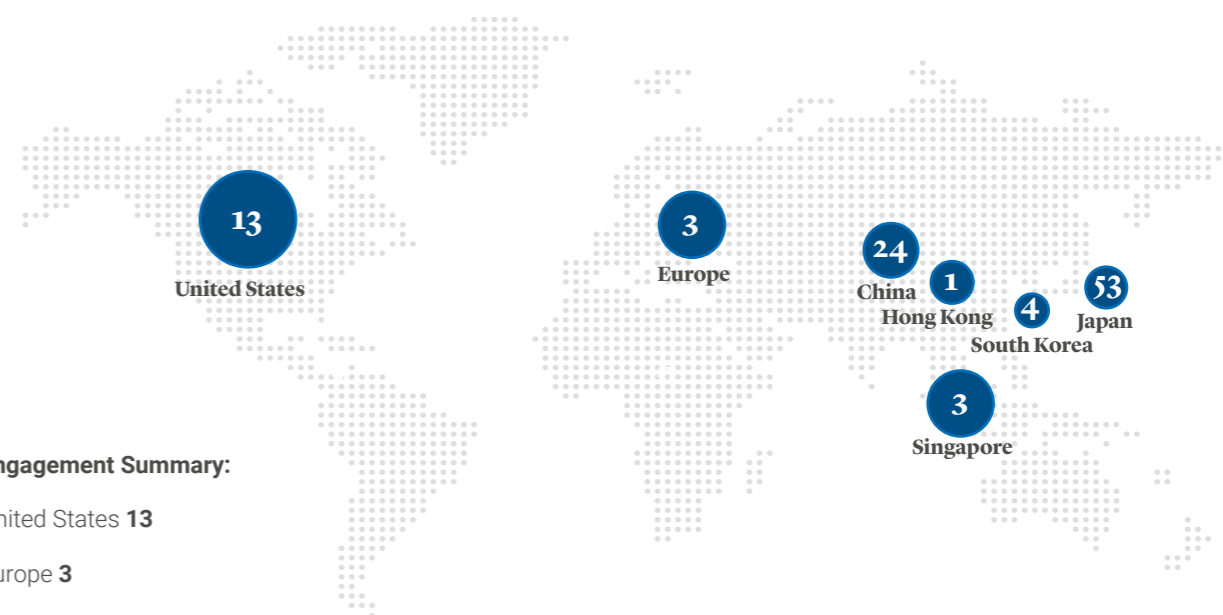 13
United States
3
Europe
24
China
1
Hong Kong
4
South Korea
53
Japan
3
Singapore
ngagement Summary:
nited States 13
urope 3